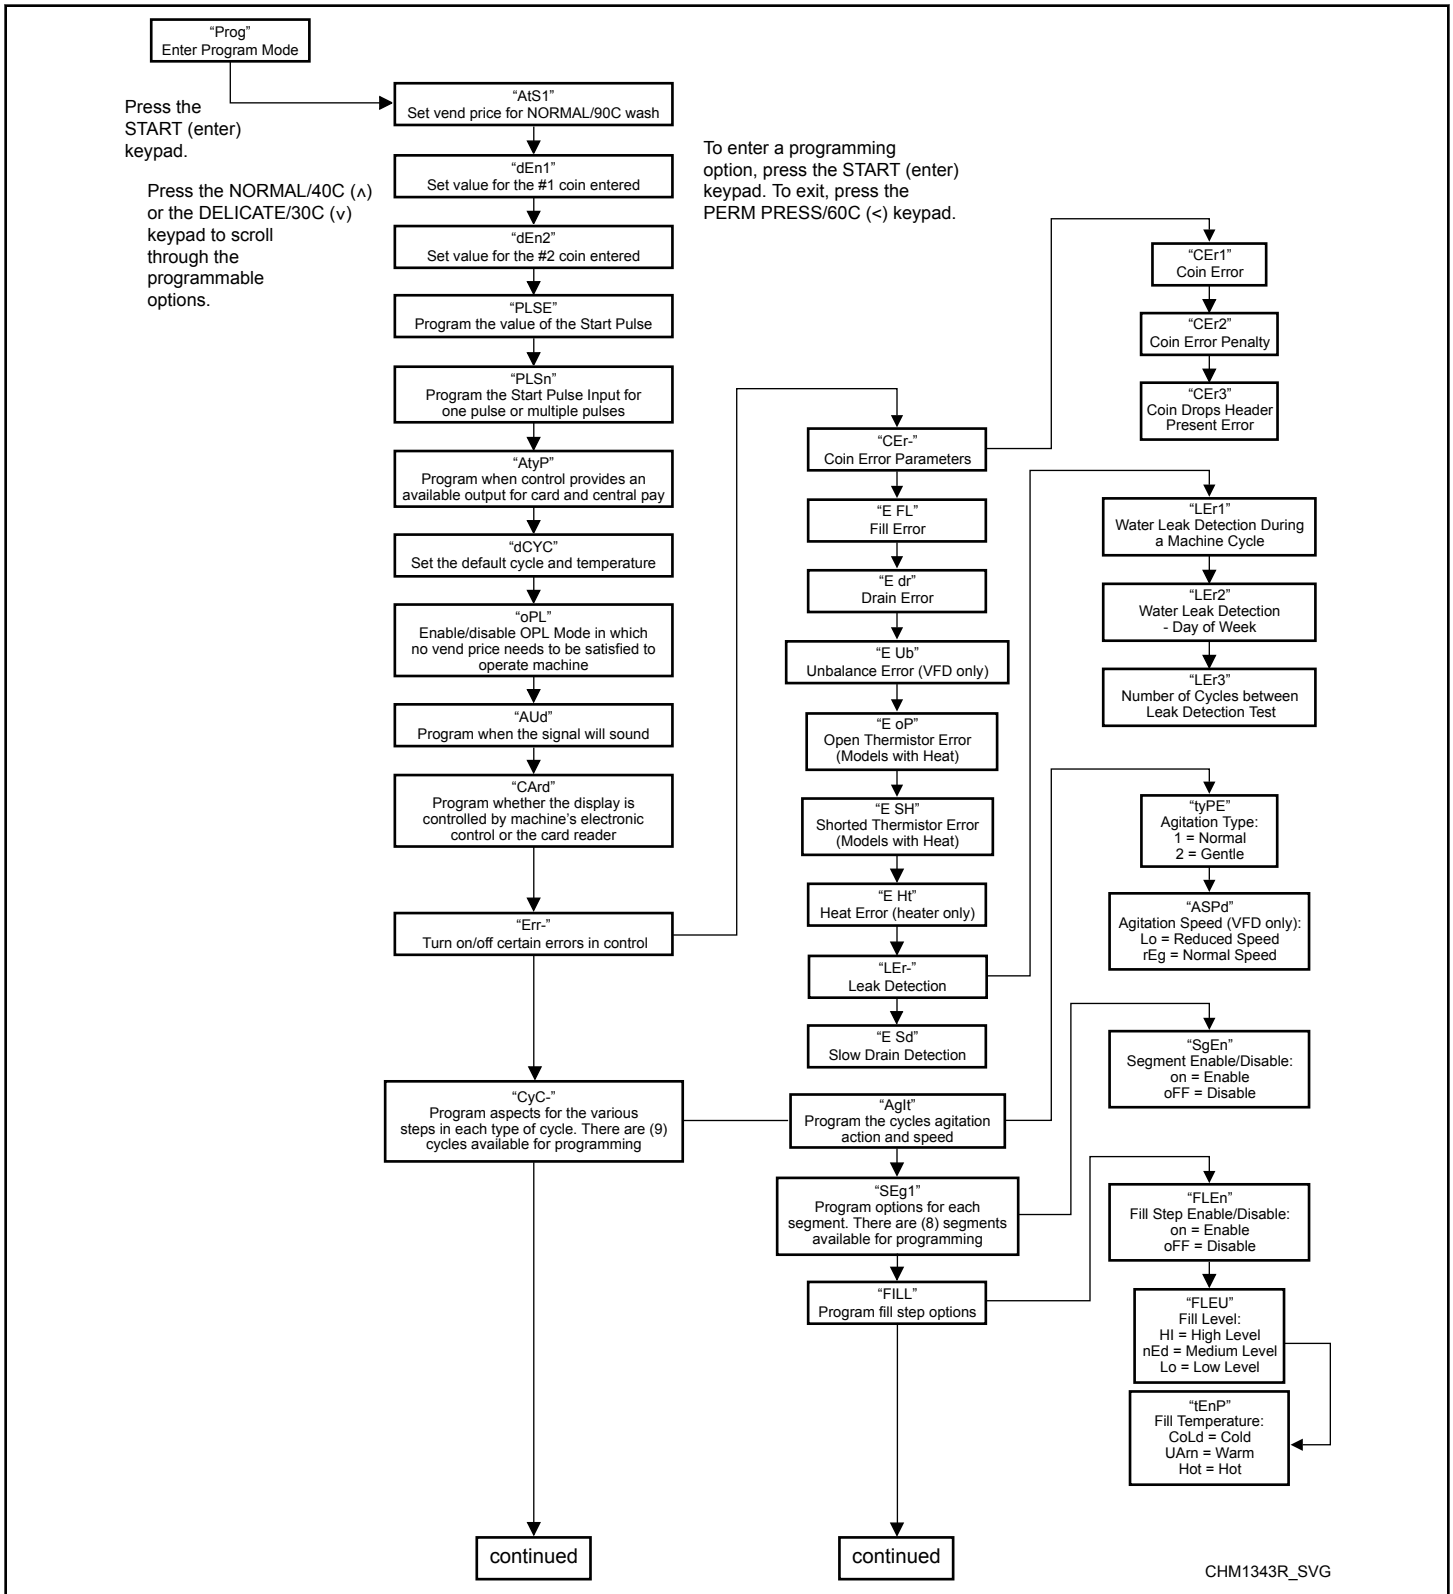 “Prog”
Enter Program Mode
Press the
START (enter)
keypad.
Press the NORMAL/40C (ʌ)
or the DELICATE/30C (v)
keypad to scroll
through the
programmable
options.
“AtS1”
Set vend price for NORMAL/90C wash
“dEn1”
Set value for the #1 coin entered
“dEn2”
Set value for the #2 coin entered
“PLSE”
Program the value of the Start Pulse
“PLSn”
Program the Start Pulse Input for
one pulse or multiple pulses
“AtyP”
Program when control provides an
available output for card and central pay
“dCYC”
Set the default cycle and temperature
“oPL”
Enable/disable OPL Mode in which
no vend price needs to be satisfied to
operate machine
“AUd”
Program when the signal will sound
“CArd”
Program whether the display is
controlled by machine’s electronic
control or the card reader
“Err-”
Turn on/off certain errors in control
“CyC-”
Program aspects for the various
steps in each type of cycle. There are (9)
cycles available for programming
continued
To enter a programming
option, press the START (enter)
keypad. To exit, press the
PERM PRESS/60C (<) keypad.
“CEr-”
Coin Error Parameters
“E FL”
Fill Error
“E dr”
Drain Error
“E Ub”
Unbalance Error (VFD only)
“E oP”
Open Thermistor Error
(Models with Heat)
“E SH”
Shorted Thermistor Error
(Models with Heat)
“E Ht”
Heat Error (heater only)
“LEr-”
Leak Detection
“E Sd”
Slow Drain Detection
“AgIt”
Program the cycles agitation
action and speed
“SEg1”
Program options for each
segment. There are (8) segments
available for programming
“FILL”
Program fill step options
continued
“CEr1”
Coin Error
“CEr2”
Coin Error Penalty
“CEr3”
Coin Drops Header
Present Error
“LEr1”
Water Leak Detection During
a Machine Cycle
“LEr2”
Water Leak Detection
- Day of Week
“LEr3”
Number of Cycles between
Leak Detection Test
“tyPE”
Agitation Type:
1 = Normal
2 = Gentle
“ASPd”
Agitation Speed (VFD only):
Lo = Reduced Speed
rEg = Normal Speed
“SgEn”
Segment Enable/Disable:
on = Enable
oFF = Disable
“FLEn”
Fill Step Enable/Disable:
on = Enable
oFF = Disable
“FLEU”
Fill Level:
HI = High Level
nEd = Medium Level
Lo = Low Level
“tEnP”
Fill Temperature:
CoLd = Cold
UArn = Warm
Hot = Hot
CHM1343R_SVG